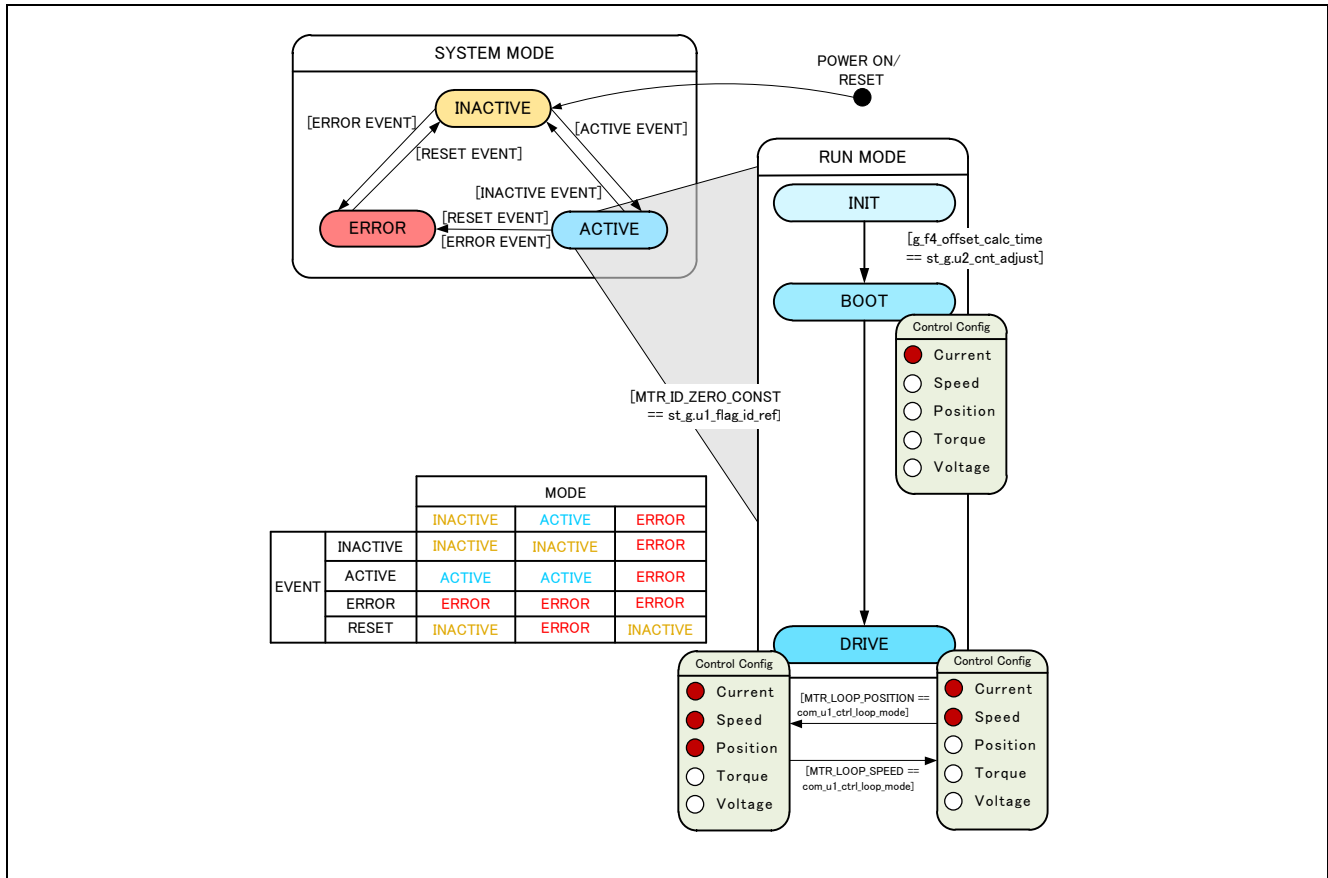 SYSTEM MODE
POWER ON/
RESET
INACTIVE
[ERROR EVENT]
[ACTIVE EVENT]
[RESET EVENT]
[INACTIVE EVENT]
ERROR
[RESET EVENT]
[ERROR EVENT]
ACTIVE
RUN MODE
INIT
[g_f4_offset_calc_time
== st_g.u2_cnt_adjust]
BOOT
Control Config
Current
Speed
Position
Torque
Voltage
[MTR_ID_ZERO_CONST
== st_g.u1_flag_id_ref]
MODE
INACTIVE ACTIVE ERROR
EVENT
INACTIVE INACTIVE INACTIVE ERROR
ACTIVE ACTIVE ACTIVE ERROR
ERROR ERROR ERROR ERROR
RESET INACTIVE ERROR INACTIVE
DRIVE
Control Config
Current
Speed
Position
Torque
Voltage
[MTR_LOOP_POSITION ==
com_u1_ctrl_loop_mode]
[MTR_LOOP_SPEED ==
com_u1_ctrl_loop_mode]
Control Config
Current
Speed
Position
Torque
Voltage